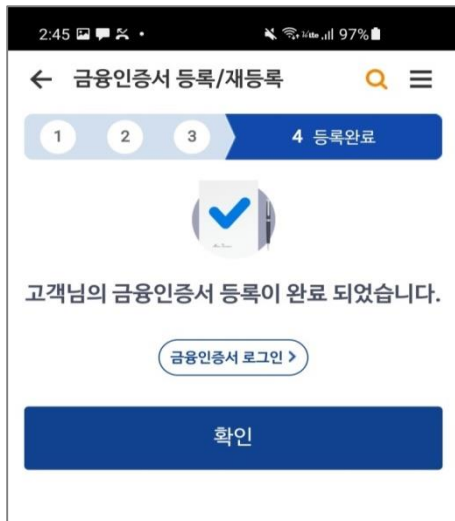 2:45 97%
금융인증서 등록/재등록
1 2 3 4 등록완료
고객님의 금융인증서 등록이 완료 되었습니다.
금융인증서 로그인 >
확인